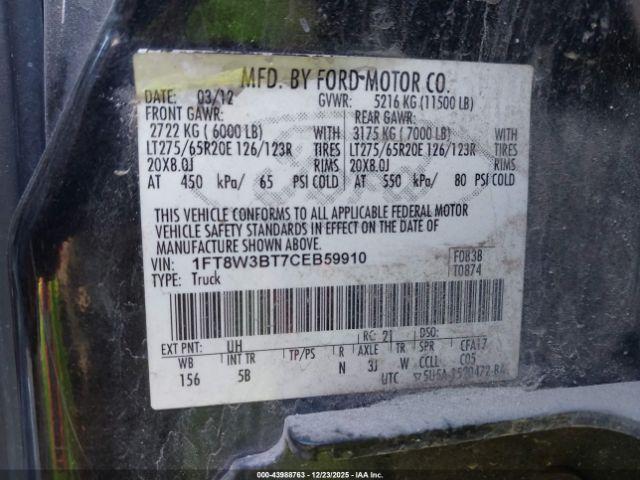 MFD. BY FORD MOTOR CO.
DATE: 03/12 GVWR: 5216 KG (11500 LB)
FRONT GAWR: REAR GAWR:
2722 KG (6000 LB) WITH 3175 KG (7000 LB) WITH
LT275/65R20E 126/123R TIRES LT275/65R20E 126/123R TIRES
20X8.0J RIMS 20X8.0J RIMS
AT 450 kPa/ 65 PSI COLD AT 550 kPa/ 80 PSI COLD
THIS VEHICLE CONFORMS TO ALL APPLICABLE FEDERAL MOTOR
VEHICLE SAFETY STANDARDS IN EFFECT ON THE DATE OF
MANUFACTURE SHOWN ABOVE.
VIN: 1FT8W3BT7CEB59910 F0838
TYPE: Truck T0874
EXT PNT: UH RC: 21 DSO:
WB INT TR TP/PS R AXLE TR SPR CFA17
156 5B N 3J W CCLL C05
UTC
000-43988763 12/23/2025 IAA